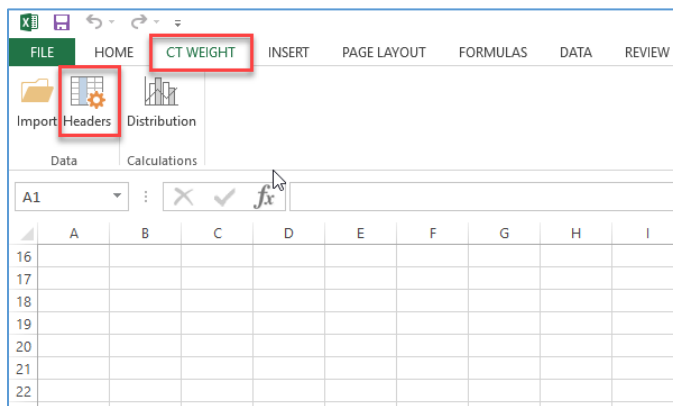 FILE HOME CT WEIGHT INSERT PAGE LAYOUT FORMULAS DATA REVIEW
Import Headers Distribution
Data Calculations
A1 fx
A B C D E F G H I
16
17
18
19
20
21
22